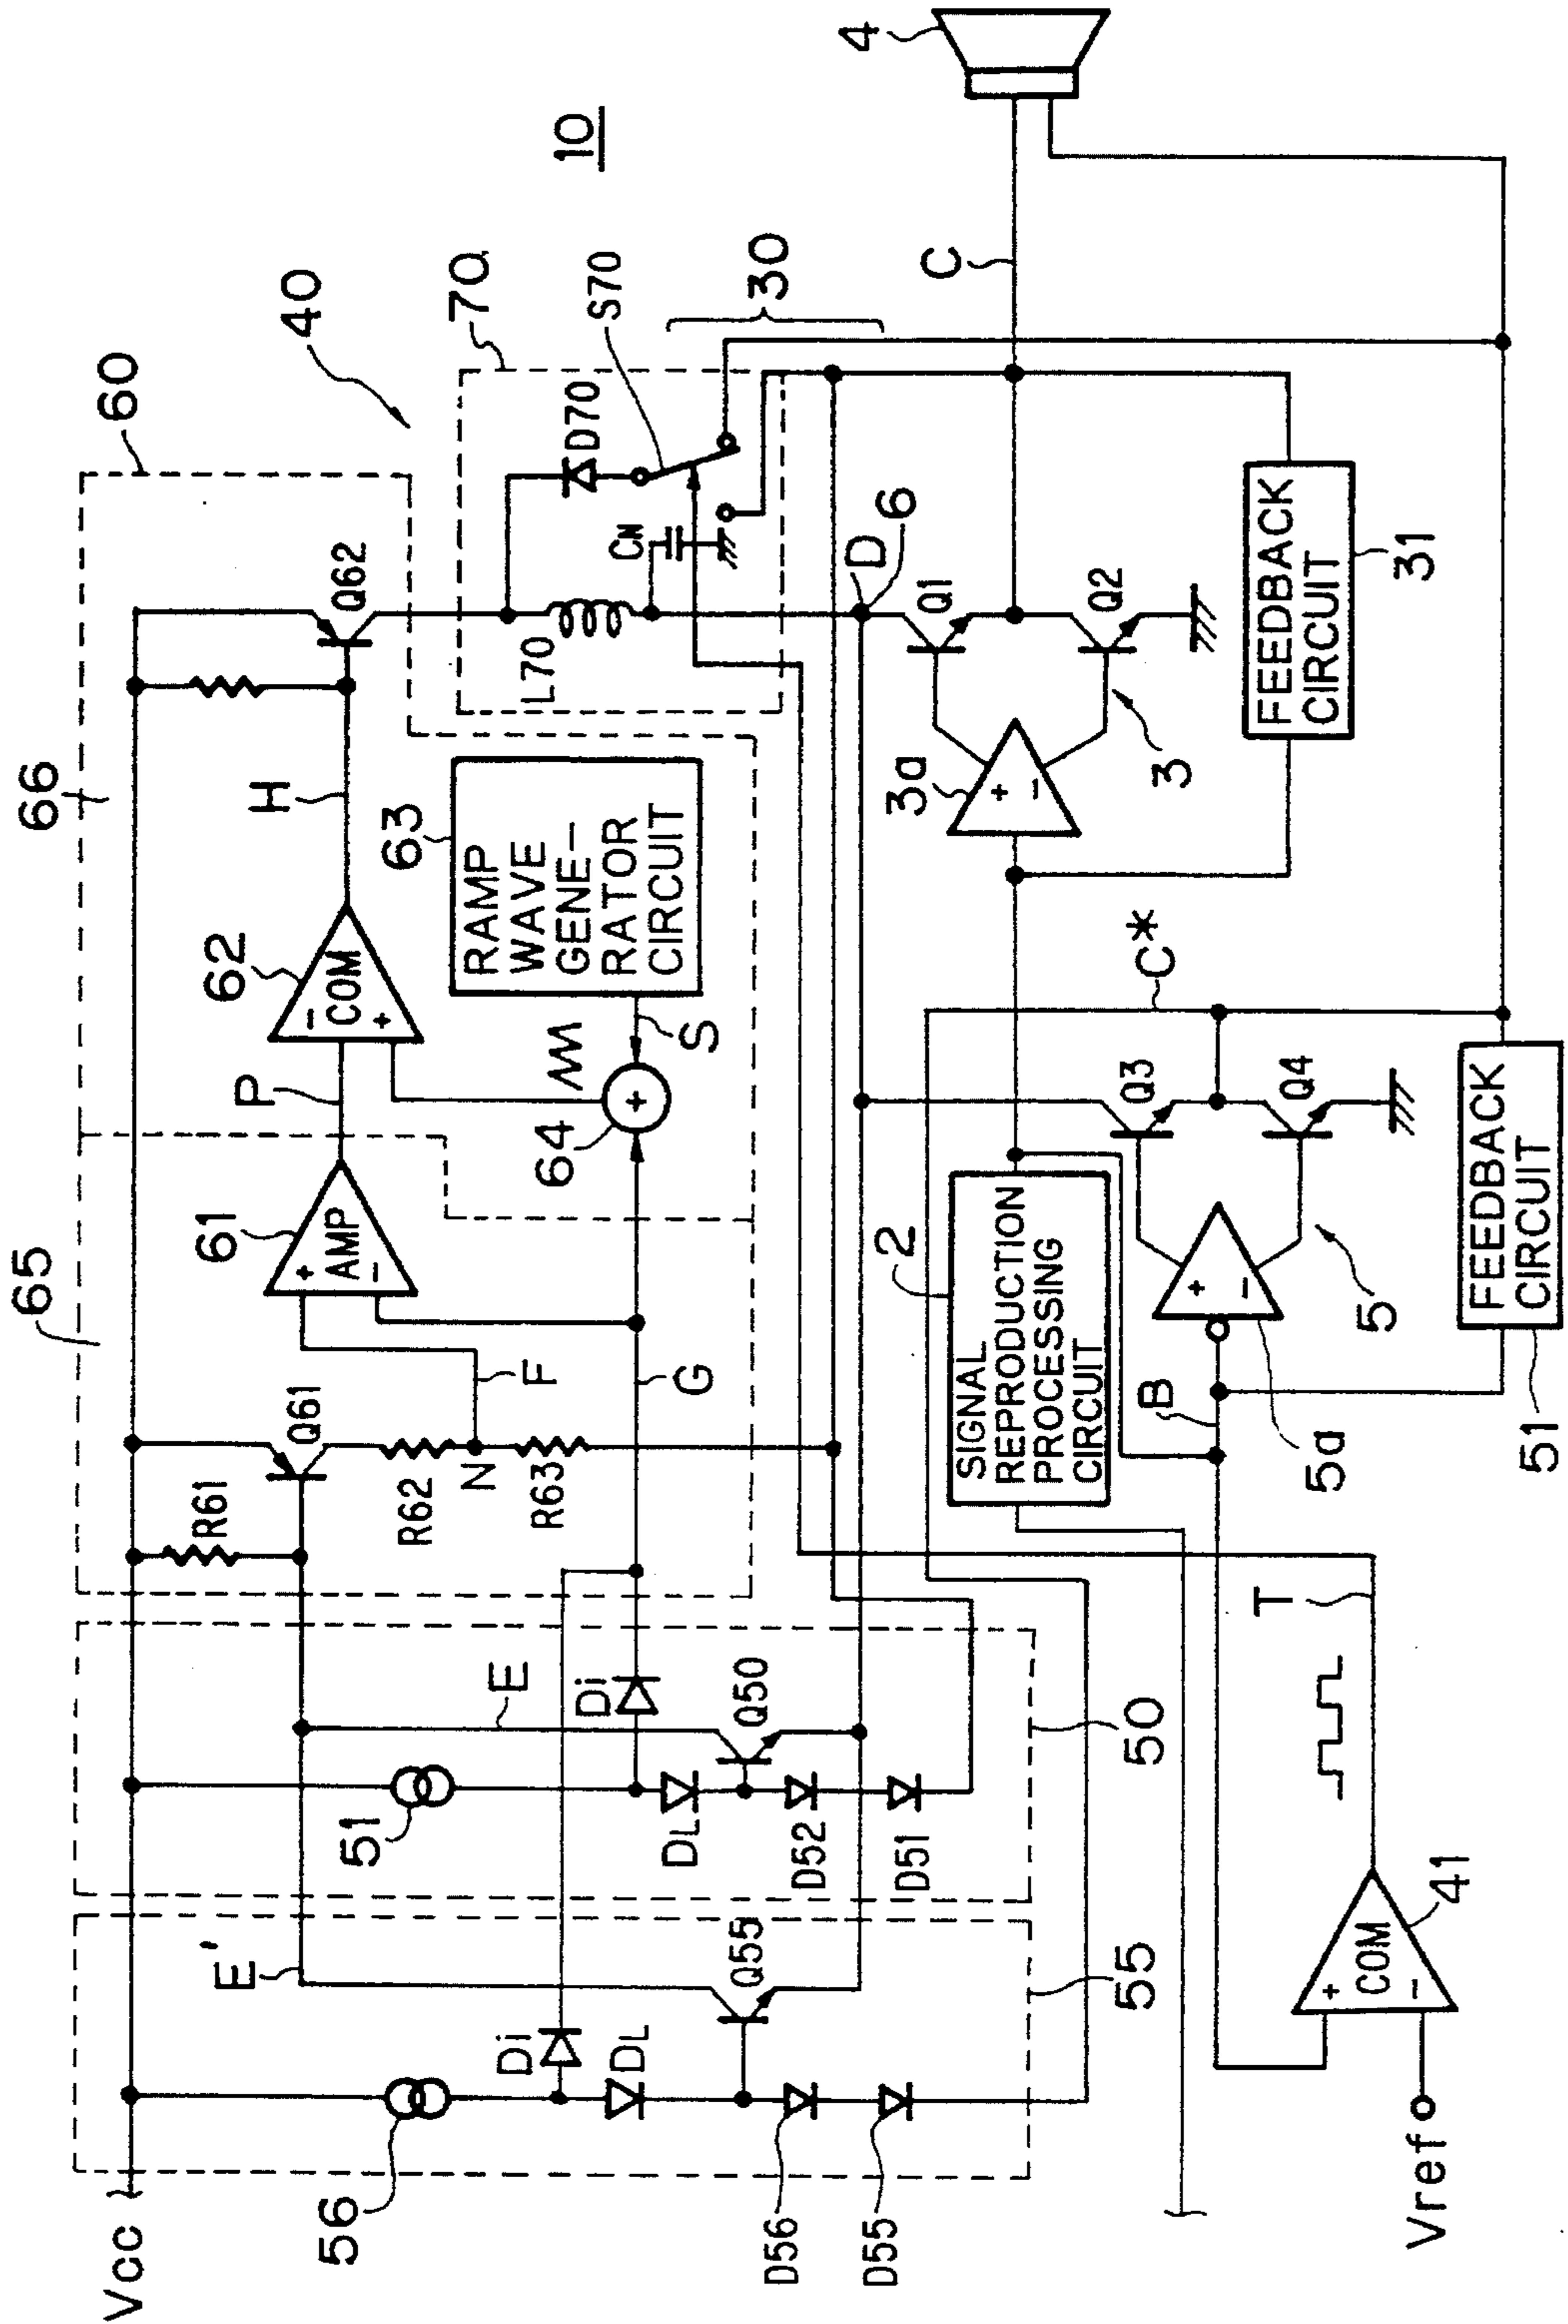 10
60
40
66
65
70
30
S70
D70
CN
L70
Q62
H
62
COM
-
+
63
RAMP
WAVE
GENE-
RATOR
CIRCUIT
S
64
+
P
61
AMP
+
-
F
G
Q61
R61
R62
N
R63
E
Di
Q50
51
DL
D52
D51
50
E'
Di
DL
Q55
56
D56
D55
55
Vcc
4
C
D
6
Q1
Q2
3a
+
-
3
FEEDBACK
CIRCUIT
31
C*
Q3
Q4
2
SIGNAL
REPRODUCTION
PROCESSING
CIRCUIT
+
-
5
B
5a
FEEDBACK
CIRCUIT
51
T
COM
+
-
41
Vref